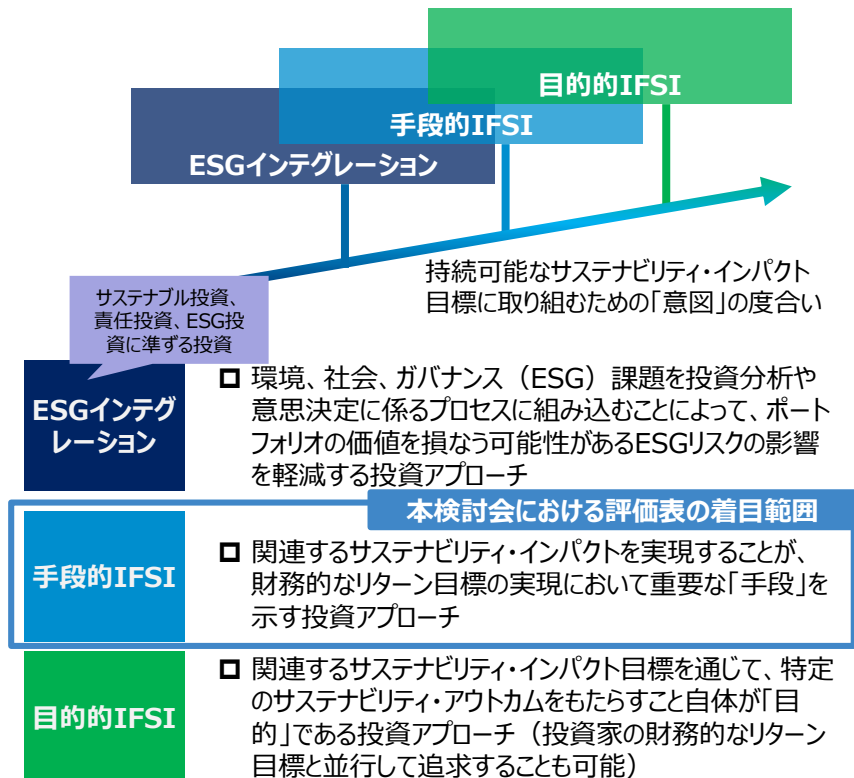 目的的IFSI
手段的IFSI
ESGインテグレーション
持続可能なサステナビリティ・インパクト
目標に取り組むための「意図」の度合い
サステナブル投資、
責任投資、ESG投
資に準ずる投資
ESGインテグ
レーション
環境、社会、ガバナンス（ESG）課題を投資分析や
意思決定に係るプロセスに組み込むことによって、ポート
フォリオの価値を損なう可能性があるESGリスクの影響
を軽減する投資アプローチ
本検討会における評価表の着目範囲
手段的IFSI
関連するサステナビリティ・インパクトを実現することが、
財務的なリターン目標の実現において重要な「手段」を
示す投資アプローチ
目的的IFSI
関連するサステナビリティ・インパクト目標を通じて、特定
のサステナビリティ・アウトカムをもたらすこと自体が「目
的」である投資アプローチ（投資家の財務的なリターン
目標と並行して追求することも可能）